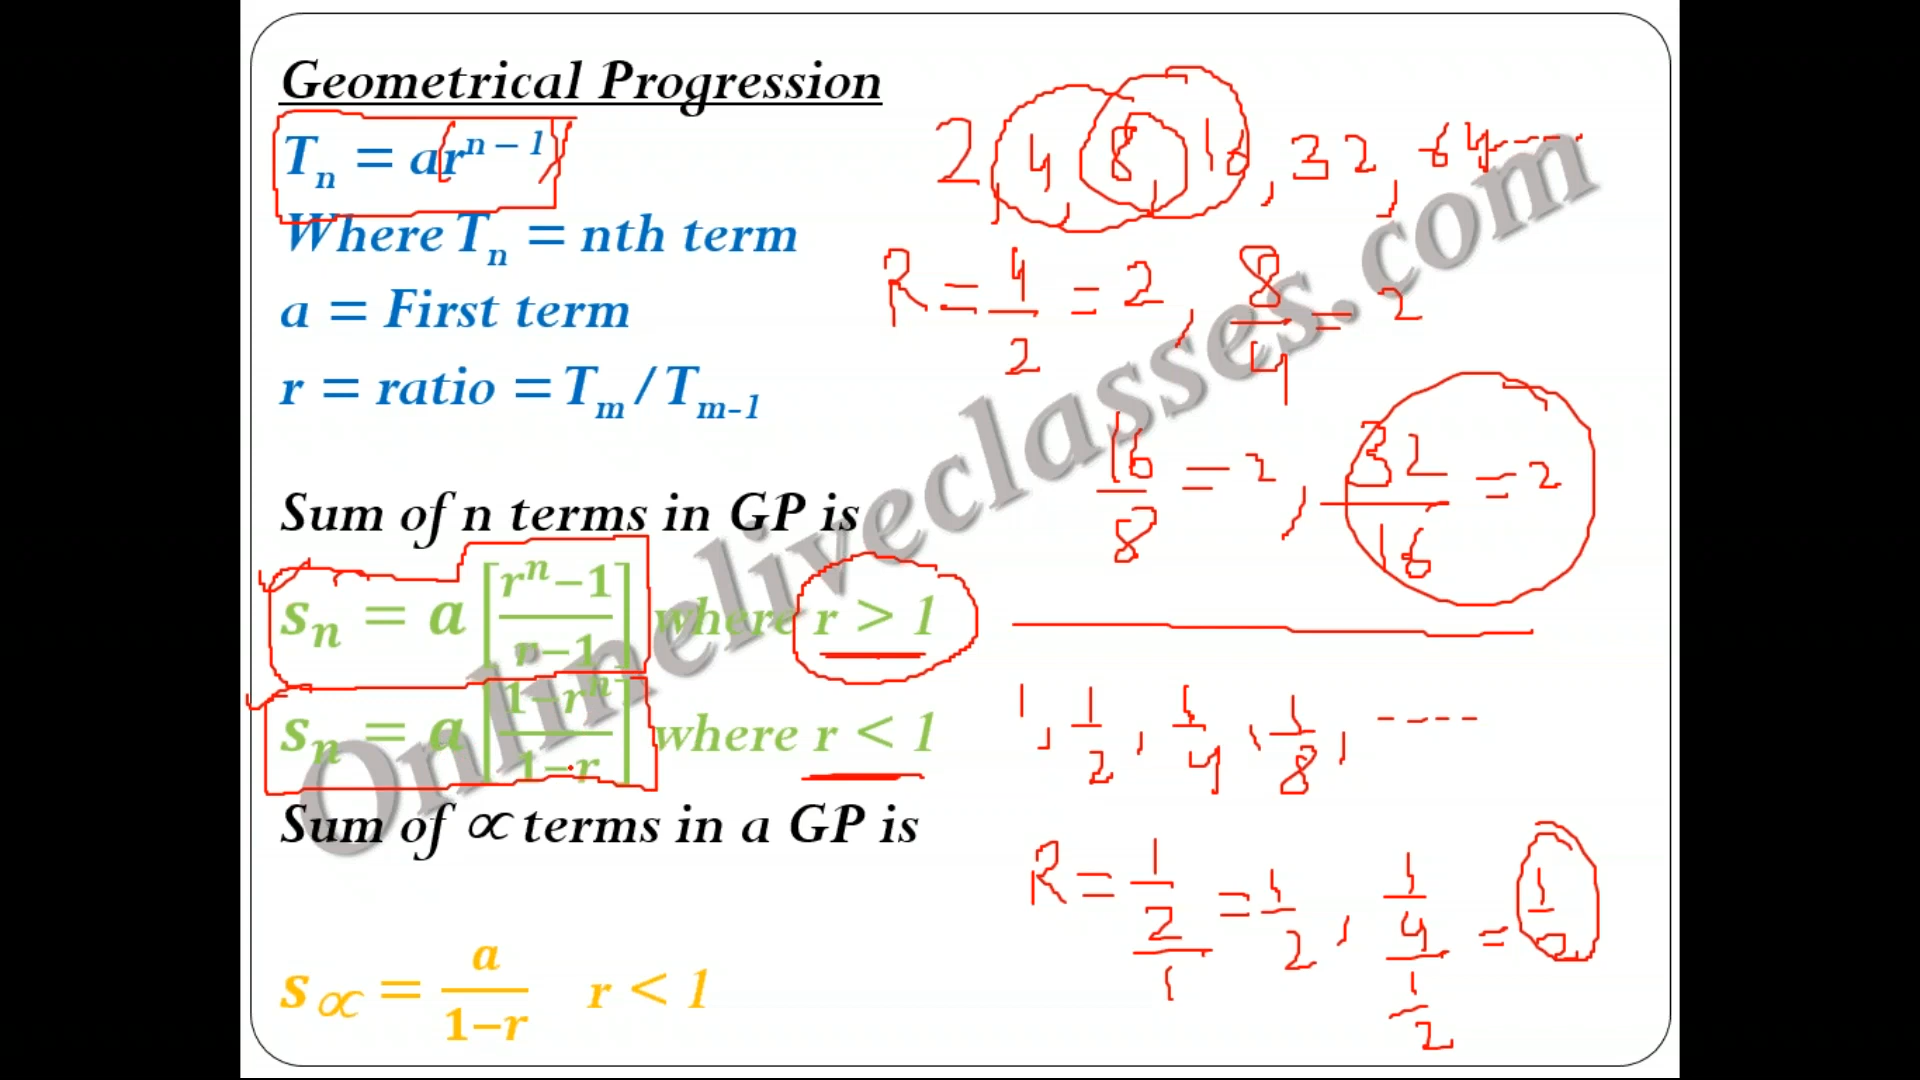 Geometrical Progression
Tn = ar^n – 1
Where Tn = nth term
a = First term
r = ratio = Tm / Tm-1
Sum of n terms in GP is
sn = a [r^n−1 / r−1] where r > 1
sn = a [1−r^n / 1−r] where r < 1
Sum of ∝ terms in a GP is
s∝ = a / 1−r r < 1
2, 4, 8, 16, 32, 64 ----
R = 4/2 = 2, 8/4 = 2
16/8 = 2, 32/16 = 2
1, 1/2, 1/4, 1/8, ----
R = 1/2 / 1 = 1/2, 1/4 / 1/2 = 1/2
Onlineliveclasses.com